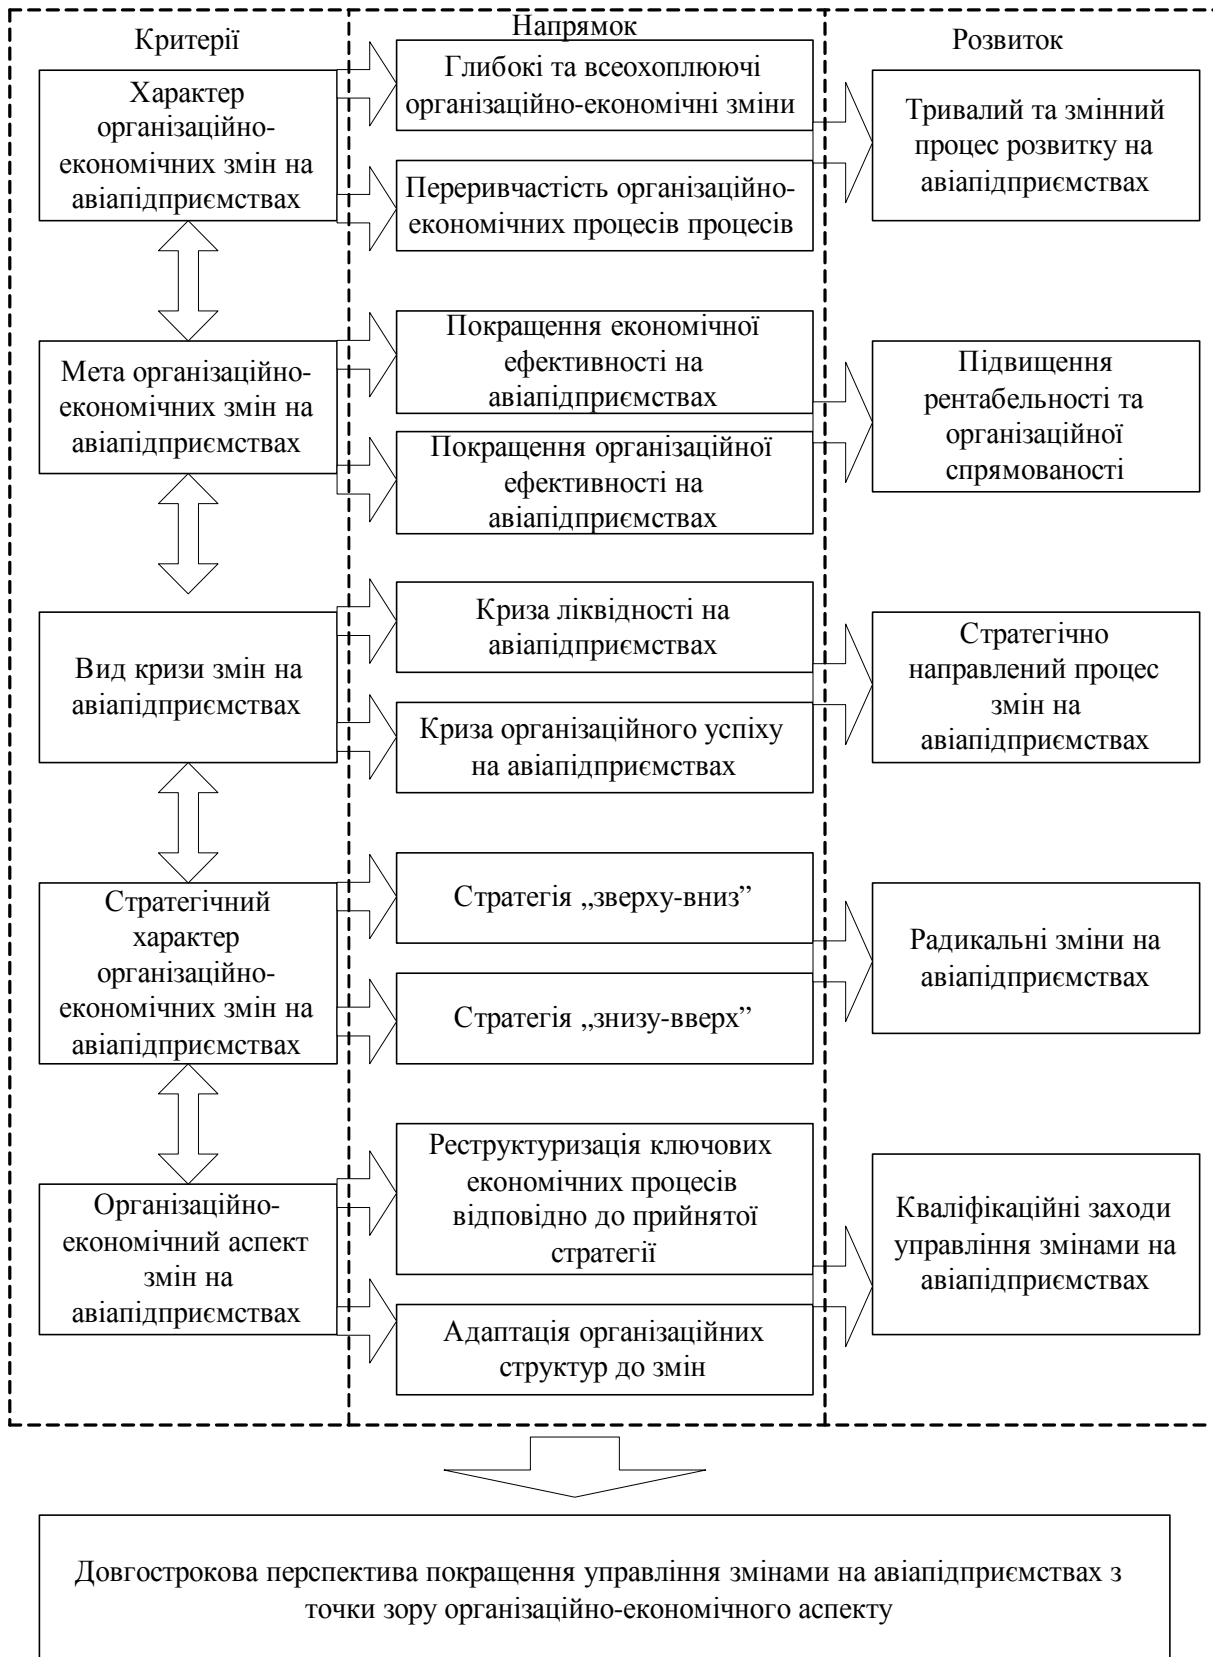 Критерії
Напрямок
Розвиток
Характер
організаційно-
економічних змін на
авіапідприємствах
Глибокі та всеохоплюючі
організаційно-економічні зміни
Переривчастість організаційно-
економічних процесів процесів
Тривалий та змінний
процес розвитку на
авіапідприємствах
Мета організаційно-
економічних змін на
авіапідприємствах
Покращення економічної
ефективності на
авіапідприємствах
Покращення організаційної
ефективності на
авіапідприємствах
Підвищення
рентабельності та
організаційної
спрямованості
Вид кризи змін на
авіапідприємствах
Криза ліквідності на
авіапідприємствах
Криза організаційного успіху
на авіапідприємствах
Стратегічно
направлений процес
змін на
авіапідприємствах
Стратегічний
характер
організаційно-
економічних змін на
авіапідприємствах
Стратегія „зверху-вниз”
Стратегія „знизу-вверх”
Радикальні зміни на
авіапідприємствах
Організаційно-
економічний аспект
змін на
авіапідприємствах
Реструктуризація ключових
економічних процесів
відповідно до прийнятої
стратегії
Адаптація організаційних
структур до змін
Кваліфікаційні заходи
управління змінами на
авіапідприємствах
Довгострокова перспектива покращення управління змінами на авіапідприємствах з
точки зору організаційно-економічного аспекту